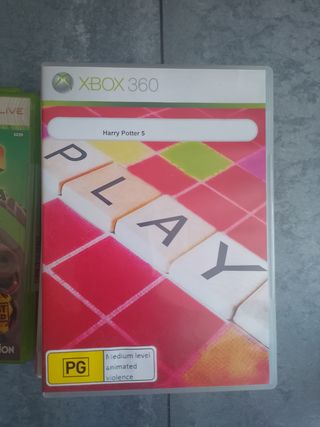 LIVE
XBOX 360
Harry Potter 5
PLAY
PG
Medium level
animated
violence